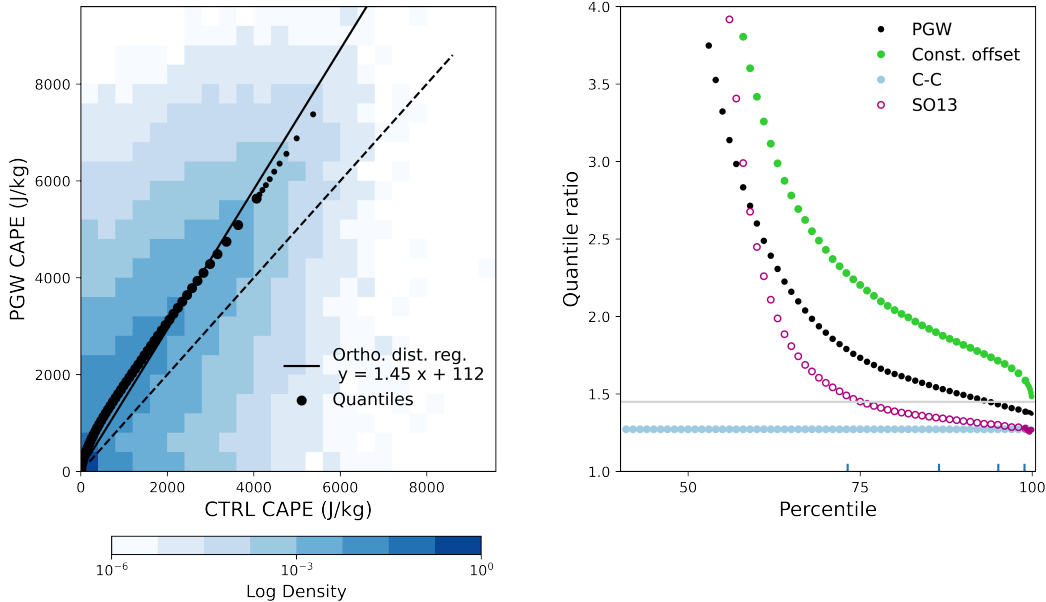 8000
6000
4000
2000
0
PGW CAPE (J/kg)
Ortho. dist. reg.
y = 1.45 x + 112
Quantiles
0 2000 4000 6000 8000
CTRL CAPE (J/kg)
10^-6 10^-3 10^0
Log Density
4.0
3.5
3.0
2.5
2.0
1.5
1.0
Quantile ratio
PGW
Const. offset
C-C
SO13
50 75 100
Percentile